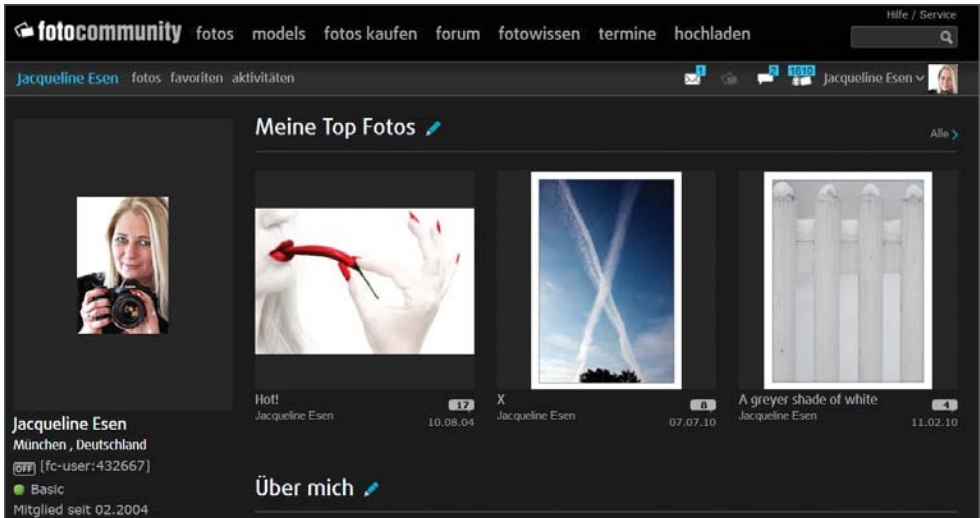 Hilfe / Service
fotocommunity fotos models fotos kaufen forum fotowissen termine hochladen
Jacqueline Esen fotos favoriten aktivitäten 1 2 1610 Jacqueline Esen
Meine Top Fotos
Alle
Hot! 17
Jacqueline Esen 10.08.04
X 8
Jacqueline Esen 07.07.10
A greyer shade of white 4
Jacqueline Esen 11.02.10
Jacqueline Esen
München , Deutschland
OFF [fc-user:432667]
Basic
Mitglied seit 02.2004
Über mich